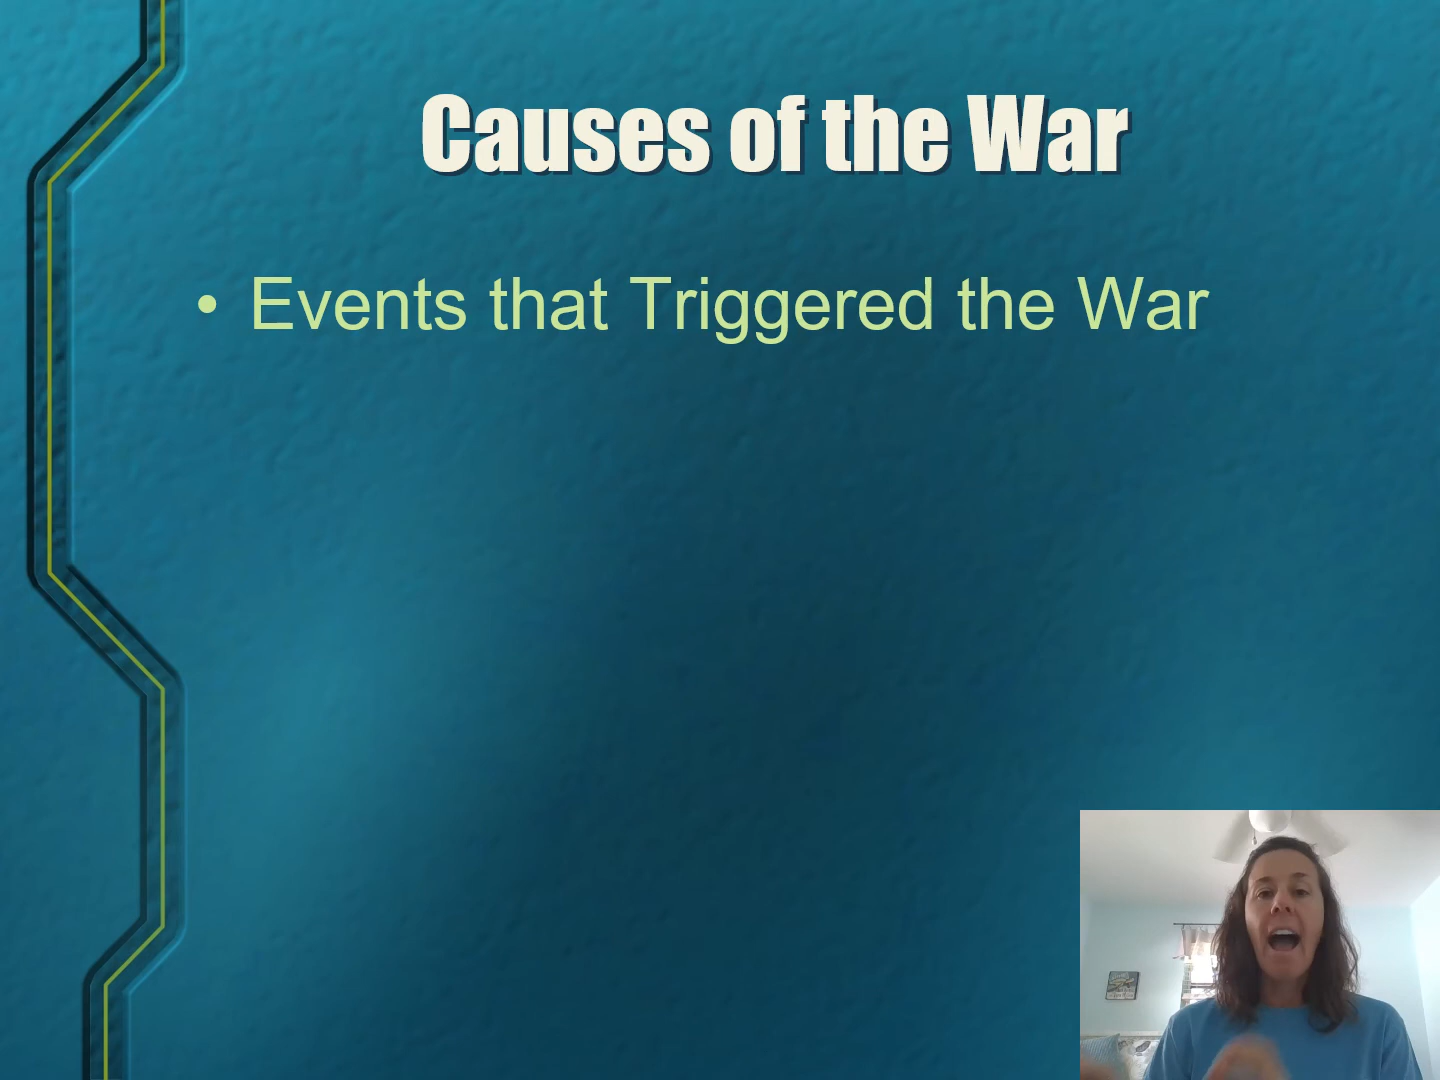 Causes of the War
• Events that Triggered the War